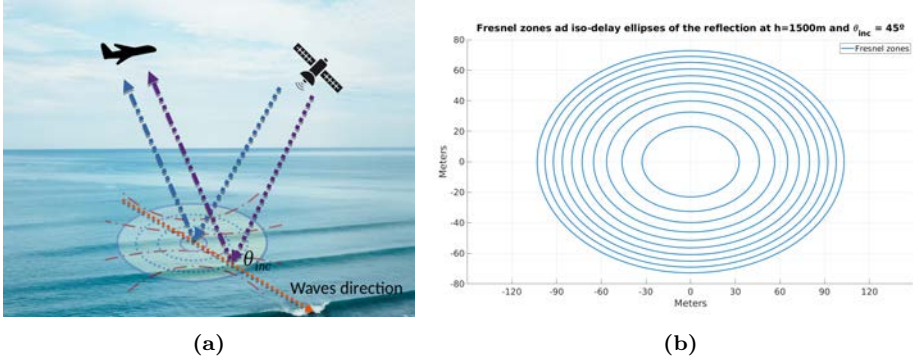 θinc
Waves direction
(a)
Fresnel zones ad iso-delay ellipses of the reflection at h=1500m and θinc = 45º
Fresnel zones
80
60
40
20
0
-20
-40
-60
-80
Meters
-120 -90 -60 -30 0 30 60 90 120
Meters
(b)